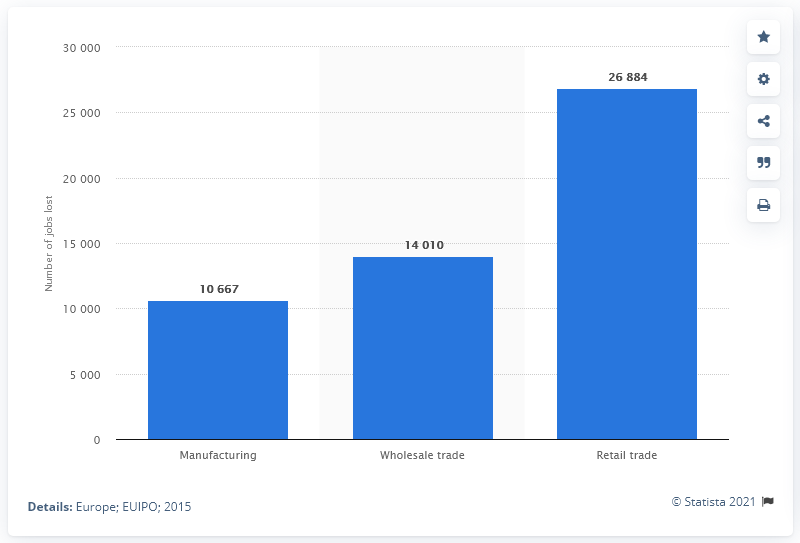 30 000
26 884
25 000
20 000
15 000
14 010
10 667
10 000
5 000
0
Number of jobs lost
Manufacturing
Wholesale trade
Retail trade
© Statista 2021
Details: Europe; EUIPO; 2015